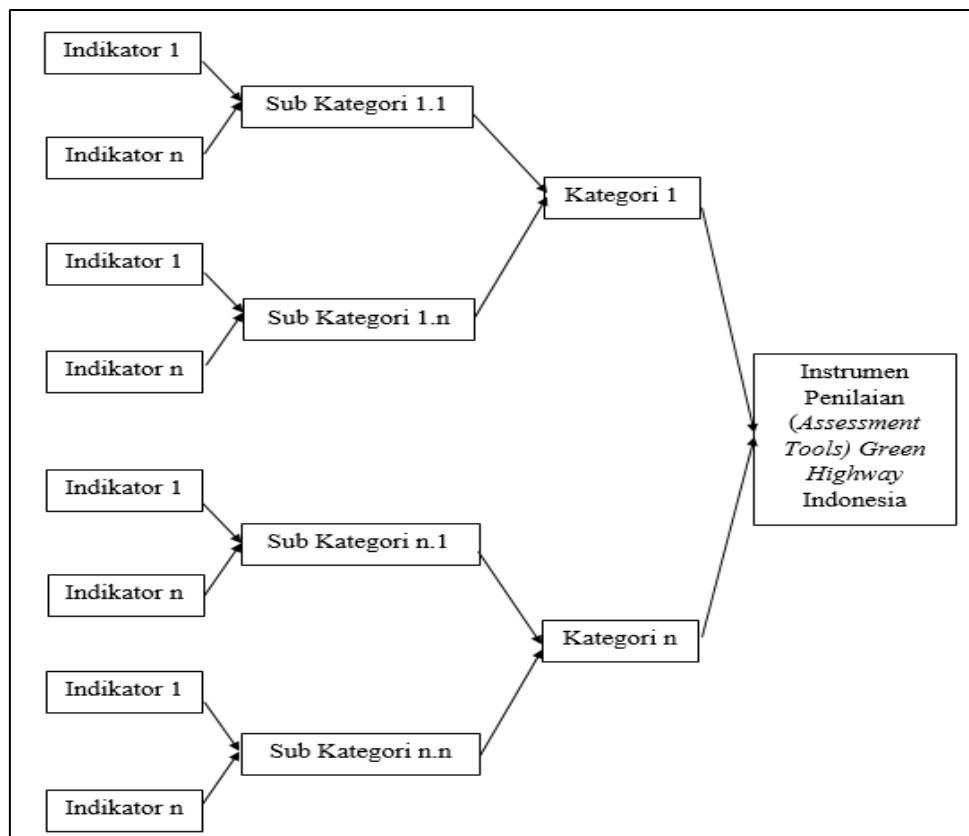 Indikator 1
Indikator n
Sub Kategori 1.1
Indikator 1
Indikator n
Sub Kategori 1.n
Kategori 1
Indikator 1
Indikator n
Sub Kategori n.1
Indikator 1
Indikator n
Sub Kategori n.n
Kategori n
Instrumen
Penilaian
(Assessment
Tools) Green
Highway
Indonesia